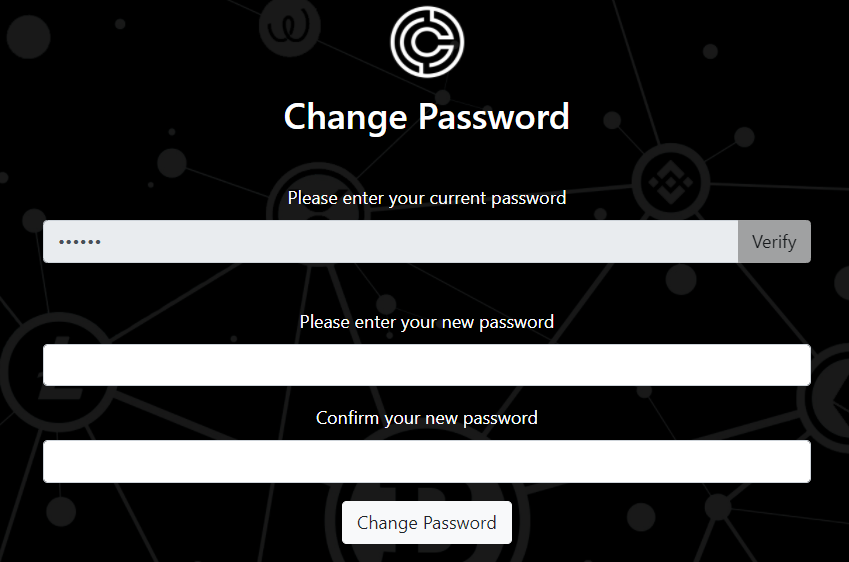 Change Password
Please enter your current password
••••••
Verify
Please enter your new password
Confirm your new password
Change Password